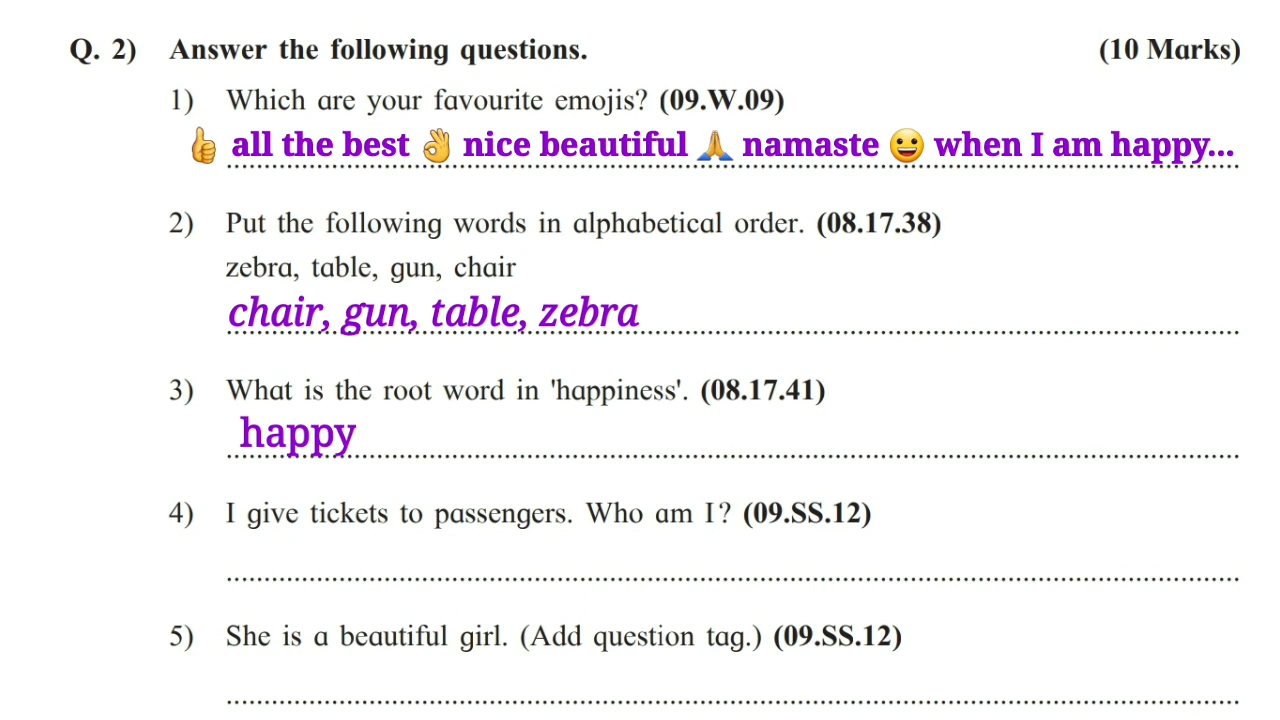 Q. 2) Answer the following questions. (10 Marks)
1) Which are your favourite emojis? (09.W.09)
👍 all the best 👌 nice beautiful 🙏 namaste 😀 when I am happy...
2) Put the following words in alphabetical order. (08.17.38)
zebra, table, gun, chair
chair, gun, table, zebra
3) What is the root word in 'happiness'. (08.17.41)
happy
4) I give tickets to passengers. Who am I? (09.SS.12)
5) She is a beautiful girl. (Add question tag.) (09.SS.12)